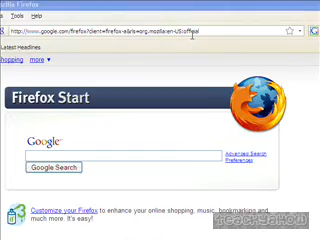 zilla Firefox
Tools Help
http://www.google.com/firefox?client=firefox-a&rls=org.mozilla:en-US:official
Latest Headlines
shopping more ▼
Firefox Start
Google
Google Search
Advanced Search
Preferences
Customize your Firefox to enhance your online shopping, music, bookmarking and
much more. It's easy!